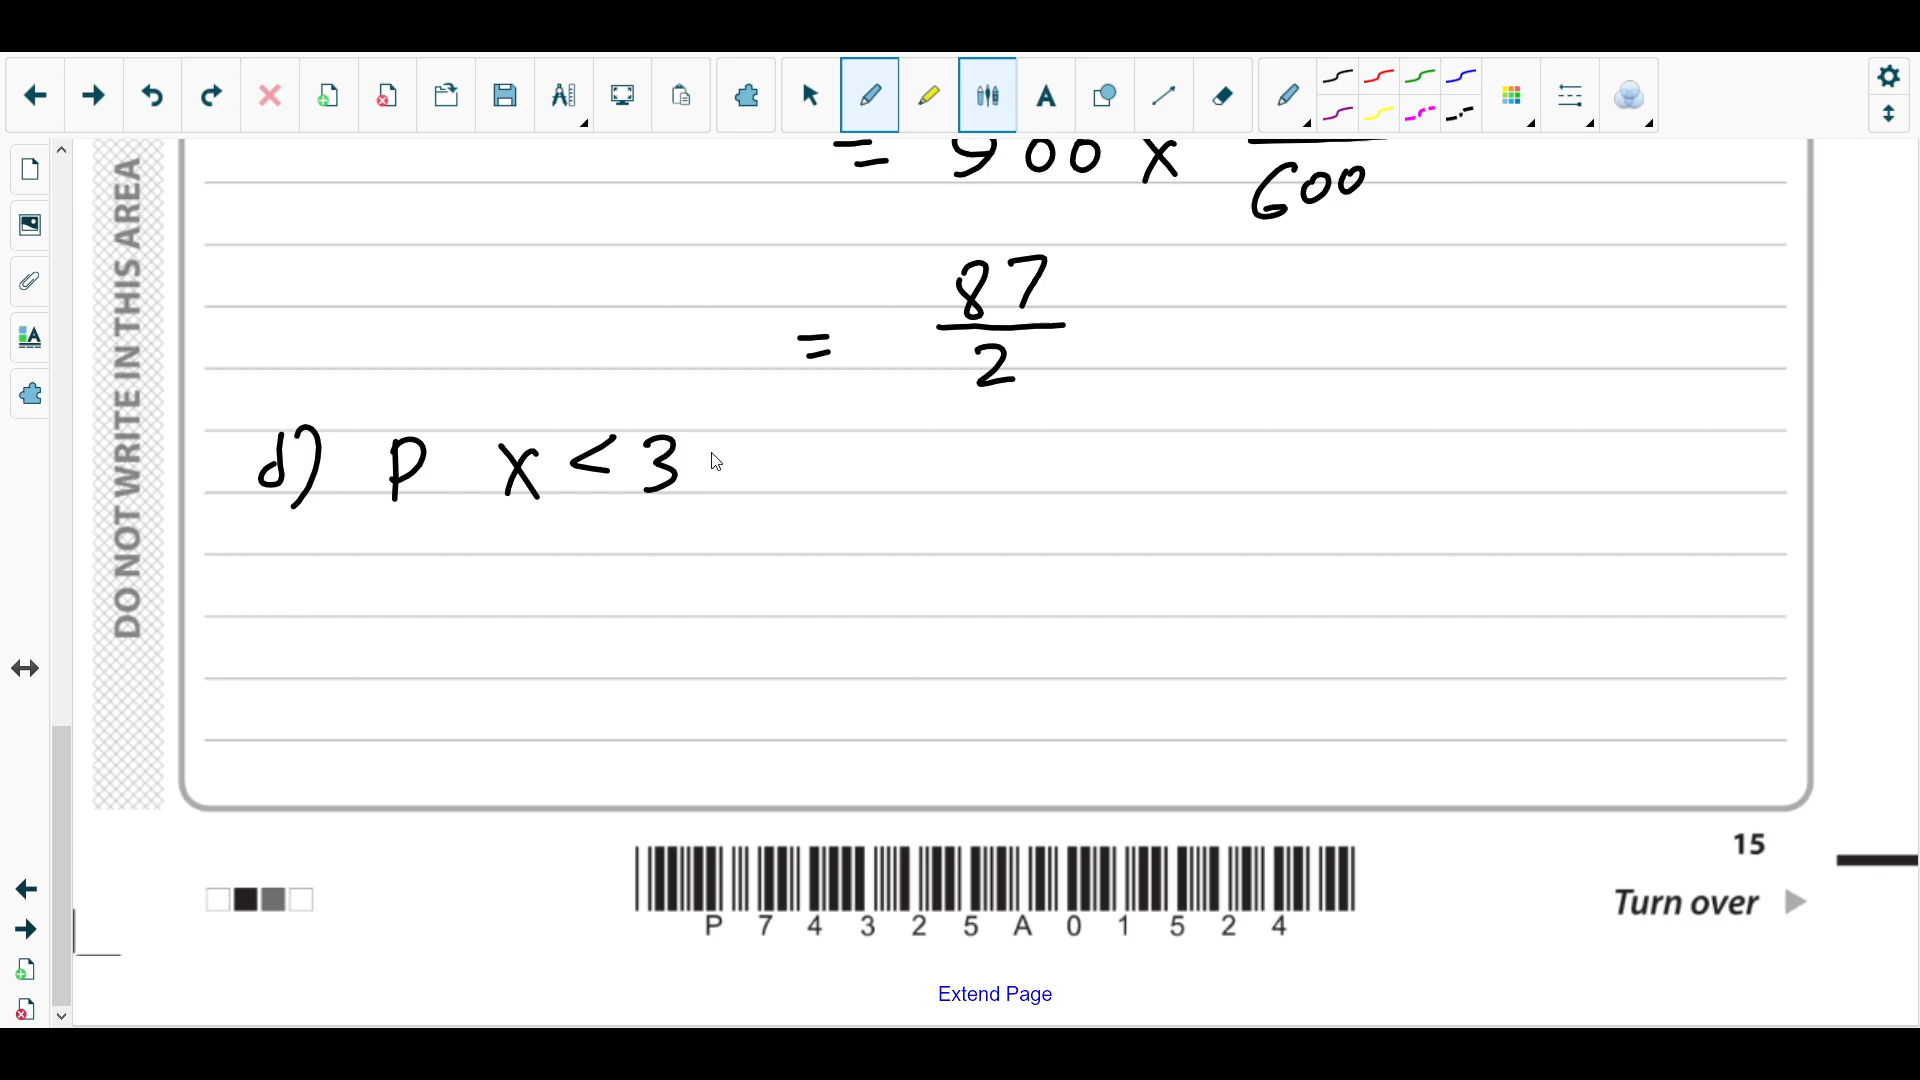 = 900 x
600
DO NOT WRITE IN THIS AREA
87
= 2
d) P X < 3
15
Turn over
P 7 4 3 2 5 A 0 1 5 2 4
Extend Page